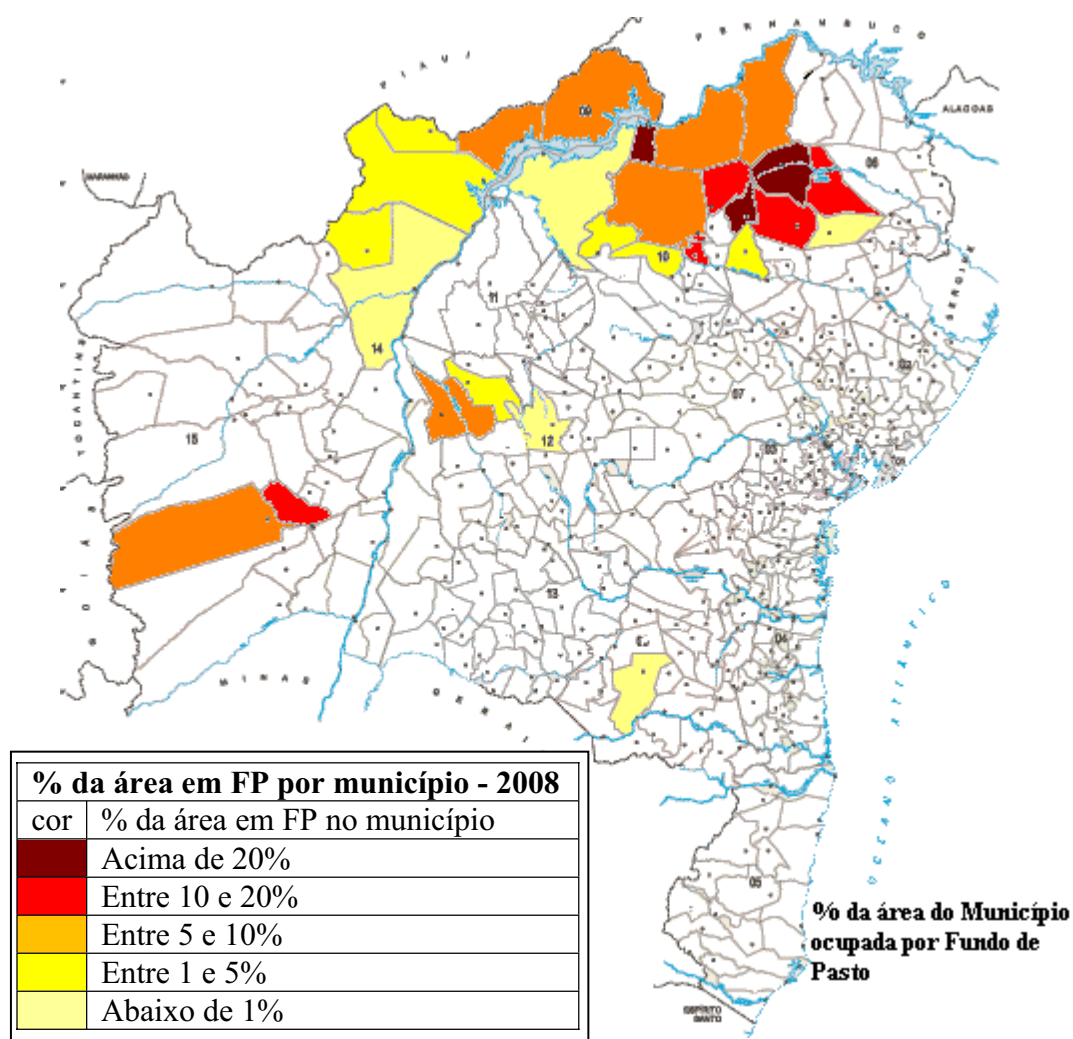 PERNAMBUCO
PIAUÍ
ALAGOAS
09
MARANHÃO
06
SERGIPE
10
11
TOCANTINS
14
02
07
12
15
03
01
GOIÁS
13
OCEANO ATLÂNTICO
04
MINAS GERAI
% da área em FP por município - 2008
cor % da área em FP no município
Acima de 20%
Entre 10 e 20%
Entre 5 e 10%
Entre 1 e 5%
Abaixo de 1%
05
% da área do Município
ocupada por Fundo de
Pasto
ESPÍRITO
SANTO